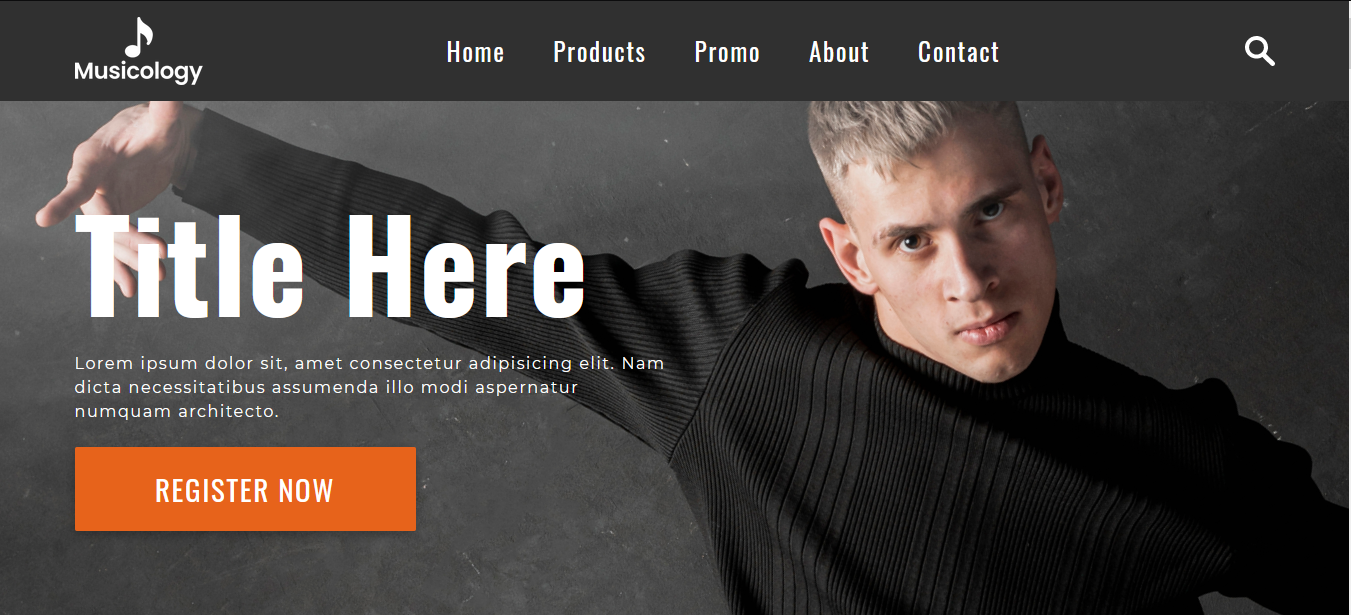 Musicology
Home Products Promo About Contact
Title Here
Lorem ipsum dolor sit, amet consectetur adipisicing elit. Nam
dicta necessitatibus assumenda illo modi aspernatur
numquam architecto.
REGISTER NOW